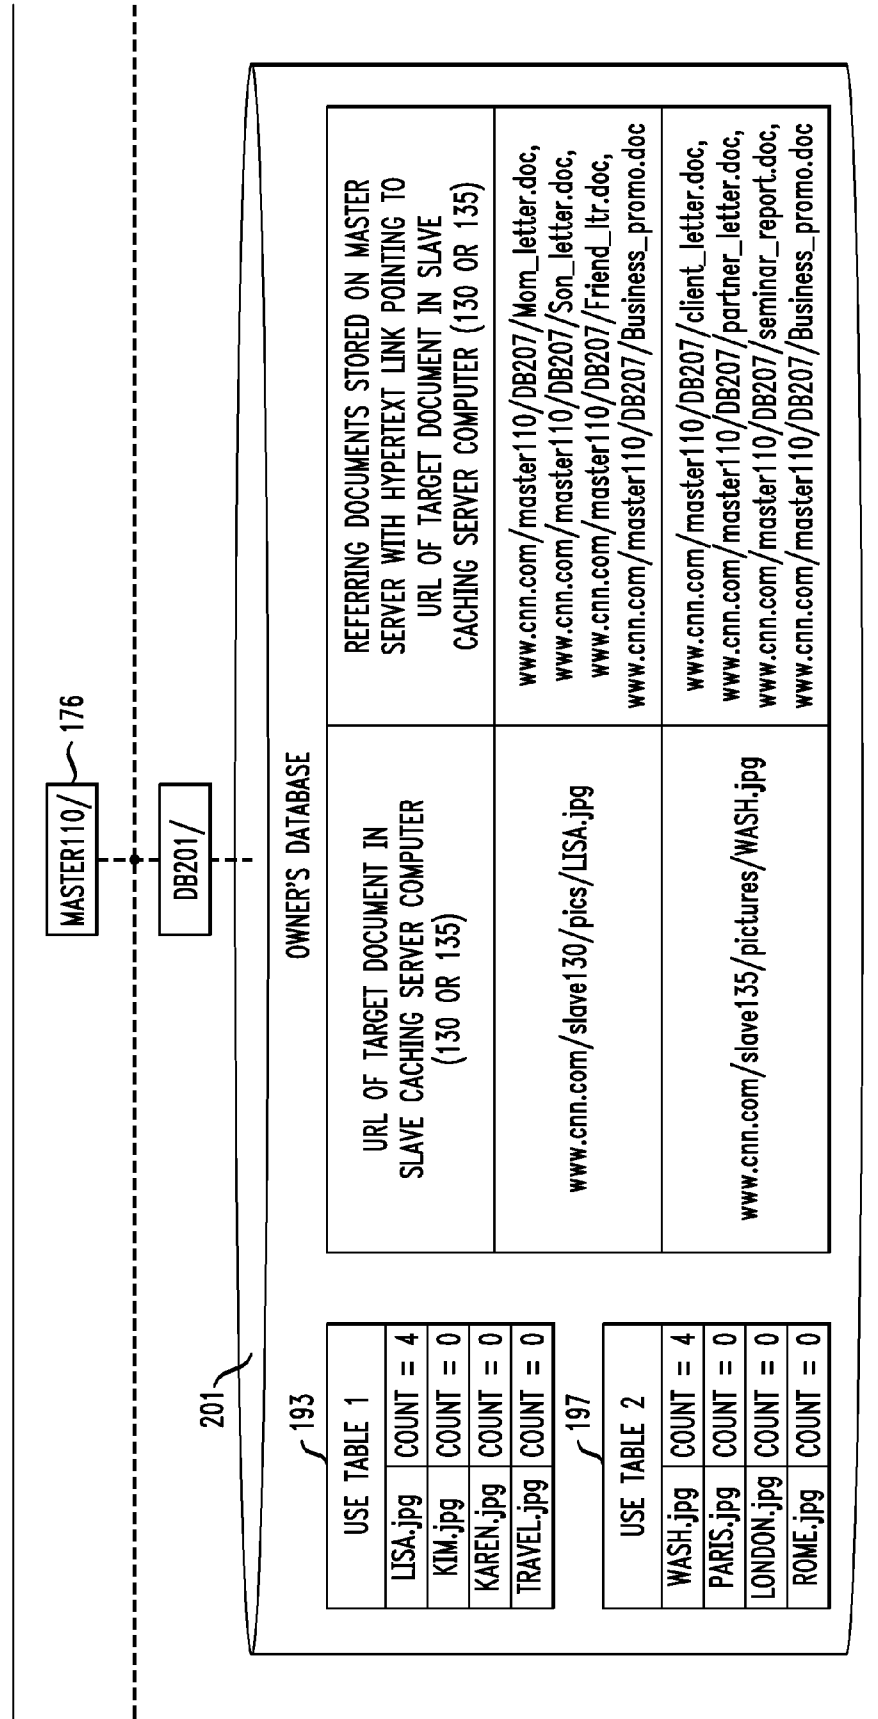 MASTER110/
176
DB201/
201
OWNER'S DATABASE
193
USE TABLE 1
LISA.jpg COUNT = 4
KIM.jpg COUNT = 0
KAREN.jpg COUNT = 0
TRAVEL.jpg COUNT = 0
197
USE TABLE 2
WASH.jpg COUNT = 4
PARIS.jpg COUNT = 0
LONDON.jpg COUNT = 0
ROME.jpg COUNT = 0
URL OF TARGET DOCUMENT IN
SLAVE CACHING SERVER COMPUTER
(130 OR 135)
REFERRING DOCUMENTS STORED ON MASTER
SERVER WITH HYPERTEXT LINK POINTING TO
URL OF TARGET DOCUMENT IN SLAVE
CACHING SERVER COMPUTER (130 OR 135)
www.cnn.com/slave130/pics/LISA.jpg
www.cnn.com/master110/DB207/Mom_letter.doc,
www.cnn.com/master110/DB207/Son_letter.doc,
www.cnn.com/master110/DB207/Friend_ltr.doc,
www.cnn.com/master110/DB207/Business_promo.doc
www.cnn.com/slave135/pictures/WASH.jpg
www.cnn.com/master110/DB207/client_letter.doc,
www.cnn.com/master110/DB207/partner_letter.doc,
www.cnn.com/master110/DB207/seminar_report.doc,
www.cnn.com/master110/DB207/Business_promo.doc